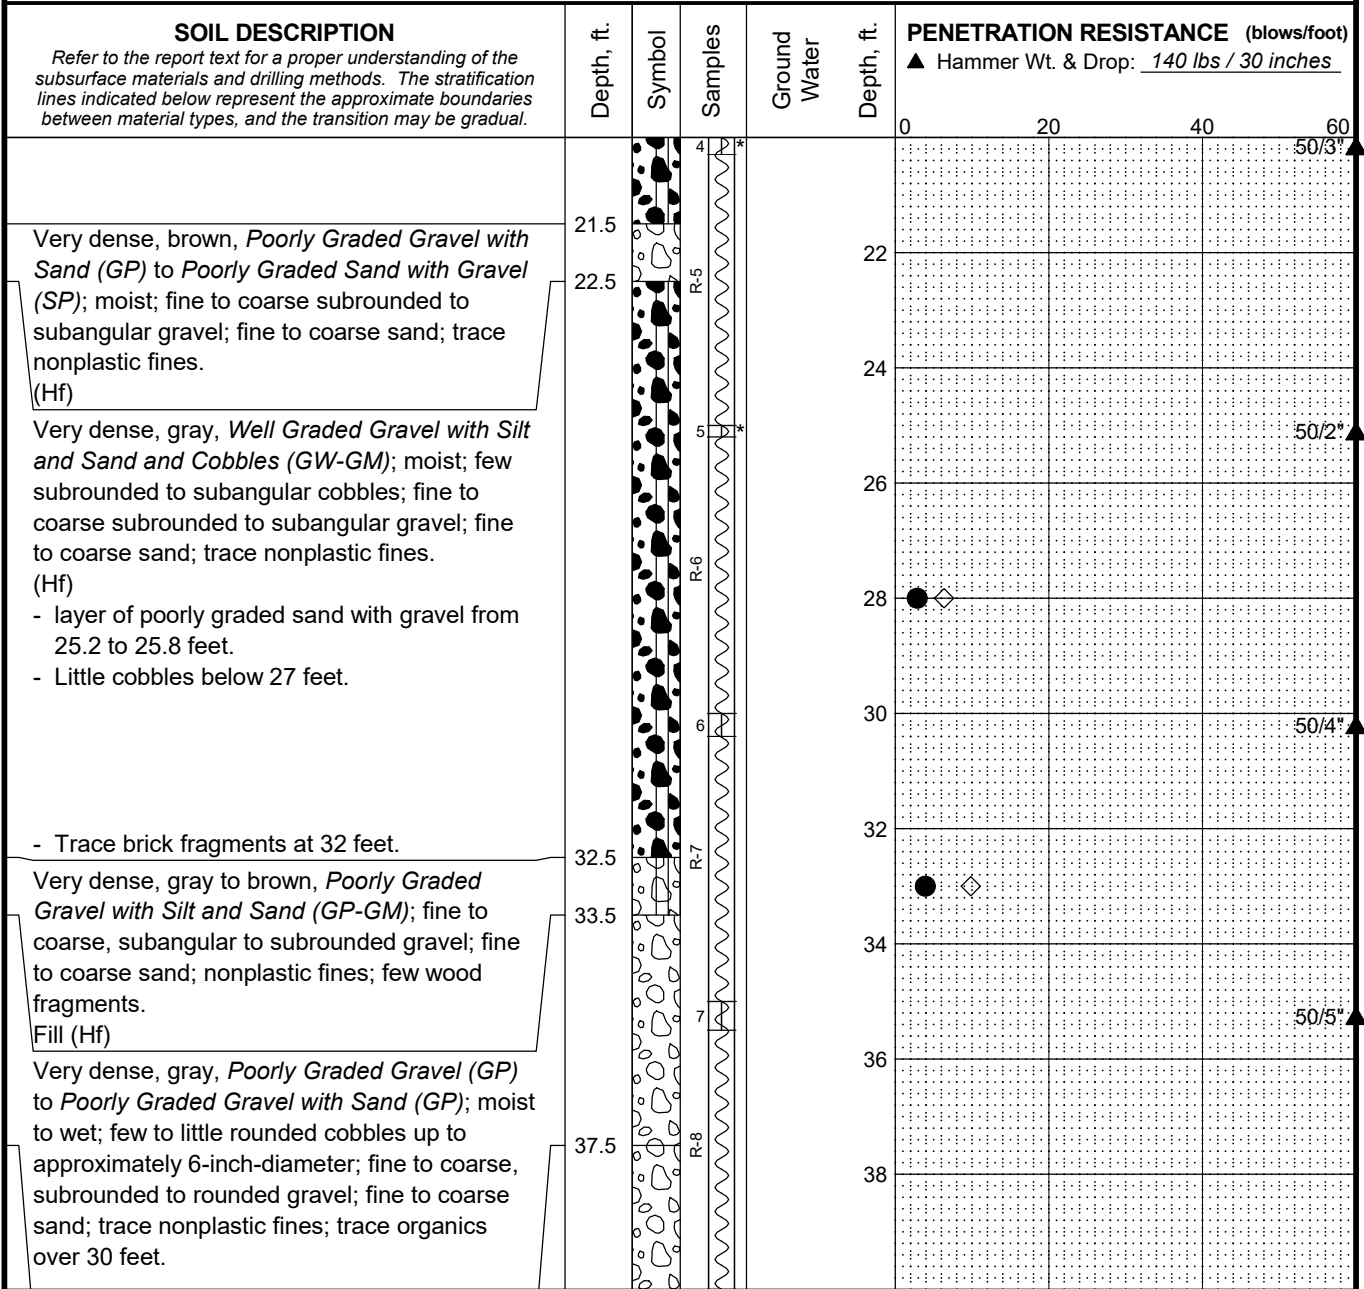 SOIL DESCRIPTION
Refer to the report text for a proper understanding of the
subsurface materials and drilling methods. The stratification
lines indicated below represent the approximate boundaries
between material types, and the transition may be gradual.
Depth, ft.
Symbol
Samples
Ground
Water
Depth, ft.
PENETRATION RESISTANCE (blows/foot)
▲ Hammer Wt. & Drop: 140 lbs / 30 inches
0 20 40 60
4 *
50/3"
21.5
Very dense, brown, Poorly Graded Gravel with
Sand (GP) to Poorly Graded Sand with Gravel
(SP); moist; fine to coarse subrounded to
subangular gravel; fine to coarse sand; trace
nonplastic fines.
(Hf)
22
22.5
R-5
24
Very dense, gray, Well Graded Gravel with Silt
and Sand and Cobbles (GW-GM); moist; few
subrounded to subangular cobbles; fine to
coarse subrounded to subangular gravel; fine
to coarse sand; trace nonplastic fines.
(Hf)
- layer of poorly graded sand with gravel from
25.2 to 25.8 feet.
- Little cobbles below 27 feet.
5 *
50/2"
26
R-6
28
30
6
50/4"
- Trace brick fragments at 32 feet.
32
32.5
R-7
Very dense, gray to brown, Poorly Graded
Gravel with Silt and Sand (GP-GM); fine to
coarse, subangular to subrounded gravel; fine
to coarse sand; nonplastic fines; few wood
fragments.
Fill (Hf)
33.5
34
7
50/5"
36
Very dense, gray, Poorly Graded Gravel (GP)
to Poorly Graded Gravel with Sand (GP); moist
to wet; few to little rounded cobbles up to
approximately 6-inch-diameter; fine to coarse,
subrounded to rounded gravel; fine to coarse
sand; trace nonplastic fines; trace organics
over 30 feet.
37.5
R-8
38